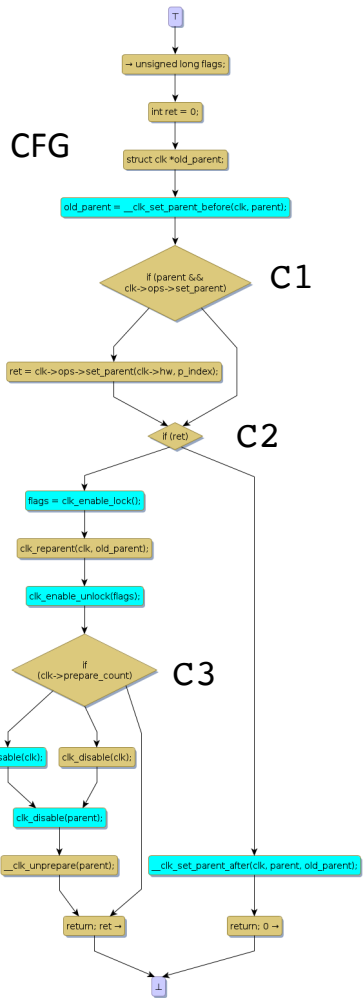 ⊤
→ unsigned long flags;
int ret = 0;
CFG
struct clk *old_parent;
old_parent = __clk_set_parent_before(clk, parent);
if (parent &&
clk->ops->set_parent)
C1
ret = clk->ops->set_parent(clk->hw, p_index);
if (ret)
C2
flags = clk_enable_lock();
clk_reparent(clk, old_parent);
clk_enable_unlock(flags);
if
(clk->prepare_count)
C3
sable(clk);
clk_disable(clk);
clk_disable(parent);
__clk_unprepare(parent);
__clk_set_parent_after(clk, parent, old_parent);
return; ret →
return; 0 →
⊥